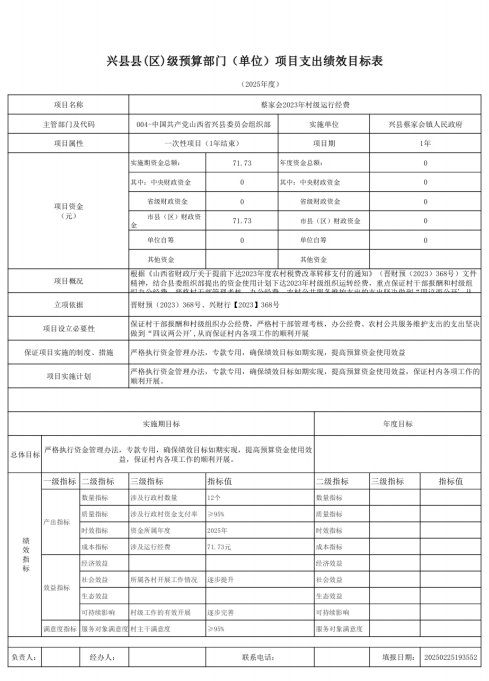 兴县县(区)级预算部门（单位）项目支出绩效目标表
（2025年度）
项目名称 蔡家会2023年村级运行经费
主管部门及代码 004-中国共产党山西省兴县委员会组织部 实施单位 兴县蔡家会镇人民政府
项目属性 一次性项目（1年结束） 项目期 1年
项目资金
（元）
实施期资金总额： 71.73 年度资金总额： 0
其中：中央财政资金 0 其中：中央财政资金 0
省级财政资金 0 省级财政资金 0
市县（区）财政资金 71.73 市县（区）财政资金 0
单位自筹 0 单位自筹 0
其他资金 其他资金
项目概况
根据《山西省财政厅关于提前下达2023年度农村税费改革转移支付的通知》（晋财预（2023）368号）文件
精神，结合县委组织部提出的资金使用计划下达2023年村级组织运转经费，重点保证村干部报酬和村级组
立项依据 晋财预（2023）368号、兴财行【2023】368号
项目设立必要性
保证村干部报酬和村级组织办公经费。严格村干部管理考核，办公经费、农村公共服务维护支出的支出坚决
做到“四议两公开',从而保证村内各项工作的顺利开展
保证项目实施的制度、措施 严格执行资金管理办法，专款专用，确保绩效目标如期实现，提高预算资金使用效益
项目实施计划
严格执行资金管理办法，专款专用，确保绩效目标如期实现，提高预算资金使用效益，保证村内各项工作的
顺利开展。
实施期目标 年度目标
总体目标
严格执行资金管理办法，专款专用，确保绩效目标如期实现，提高预算资金使用效
益，保证村内各项工作的顺利开展。
绩效指标
一级指标 二级指标 三级指标 指标值 二级指标 三级指标 指标值
产出指标
数量指标 涉及行政村数量 12个 数量指标
质量指标 涉及行政村资金支付率 ≥95% 质量指标
时效指标 资金所属年度 2025年 时效指标
成本指标 涉及运行经费 71.73元 成本指标
效益指标
经济效益 经济效益
社会效益 所属各村开展工作情况 逐步提升 社会效益
生态效益 生态效益
可持续影响 村级工作的有效开展 逐步完善 可持续影响
满意度指标 服务对象满意度 村主干满意度 ≥95% 服务对象满意度
负责人： 经办人： 联系电话： 填报日期： 20250225193552